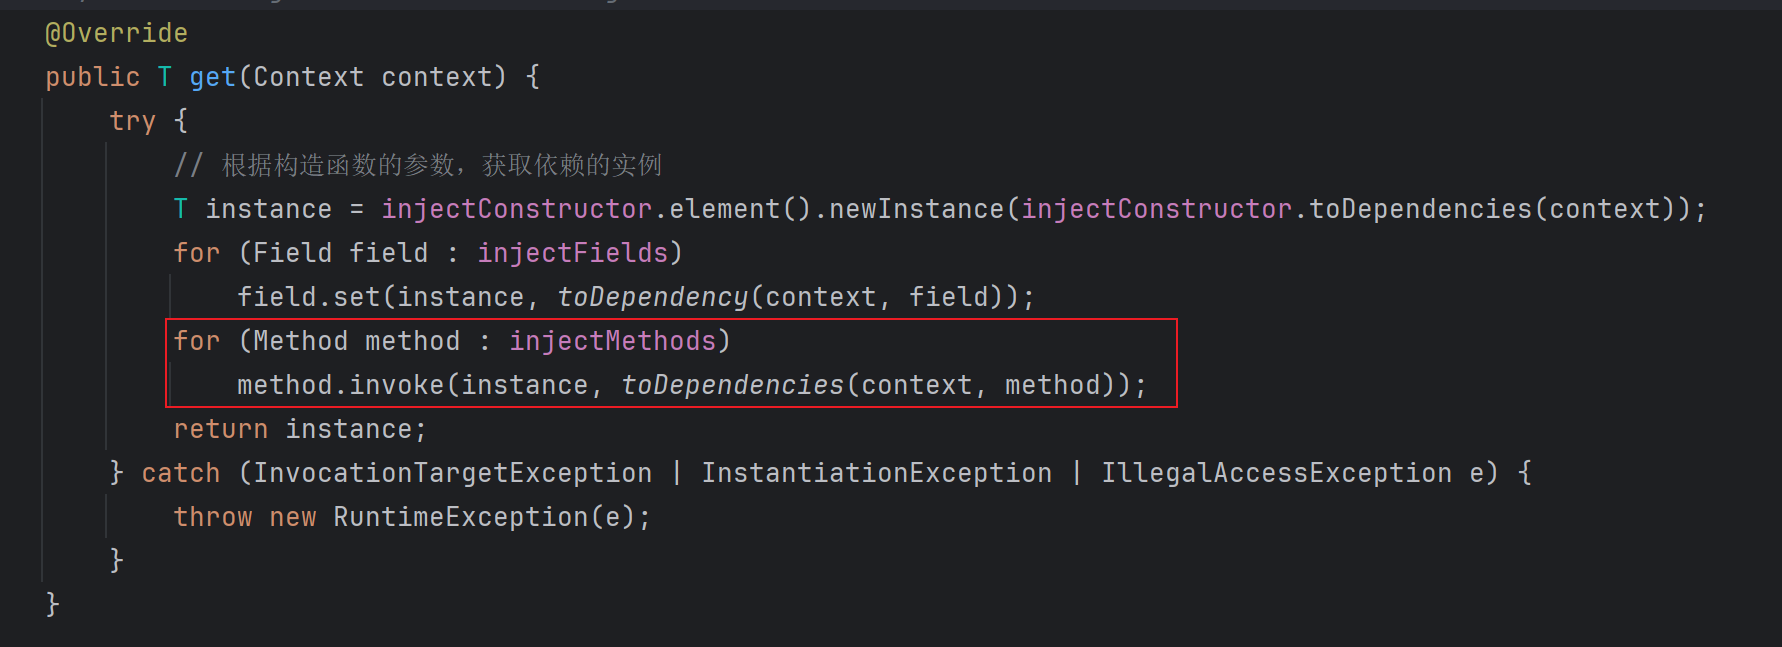 @Override
public T get(Context context) {
    try {
        // 根据构造函数的参数，获取依赖的实例
        T instance = injectConstructor.element().newInstance(injectConstructor.toDependencies(context));
        for (Field field : injectFields)
            field.set(instance, toDependency(context, field));
        for (Method method : injectMethods)
            method.invoke(instance, toDependencies(context, method));
        return instance;
    } catch (InvocationTargetException | InstantiationException | IllegalAccessException e) {
        throw new RuntimeException(e);
    }
}